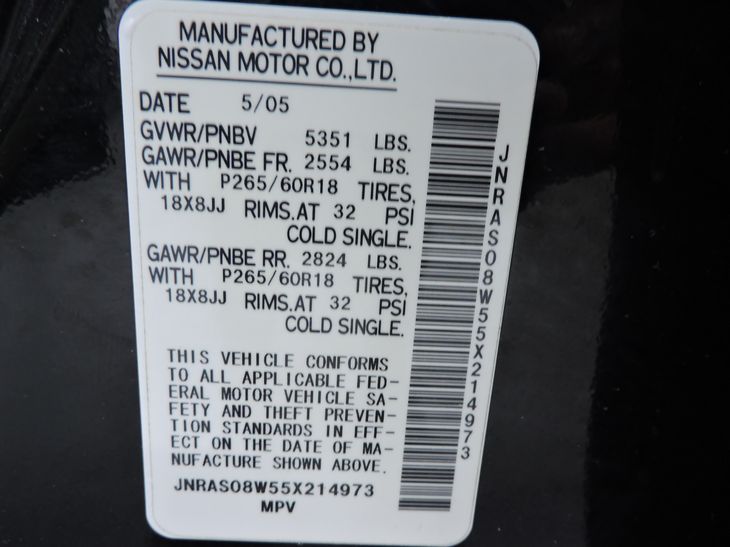 MANUFACTURED BY
NISSAN MOTOR CO.,LTD.
DATE 5/05
GVWR/PNBV 5351 LBS.
GAWR/PNBE FR. 2554 LBS.
WITH P265/60R18 TIRES,
18X8JJ RIMS.AT 32 PSI
COLD SINGLE.
GAWR/PNBE RR. 2824 LBS.
WITH P265/60R18 TIRES,
18X8JJ RIMS.AT 32 PSI
COLD SINGLE.
THIS VEHICLE CONFORMS
TO ALL APPLICABLE FED-
ERAL MOTOR VEHICLE SA-
FETY AND THEFT PREVEN-
TION STANDARDS IN EFF-
ECT ON THE DATE OF MA-
NUFACTURE SHOWN ABOVE.
JNRAS08W55X214973
MPV
JNRAS08W55X214973